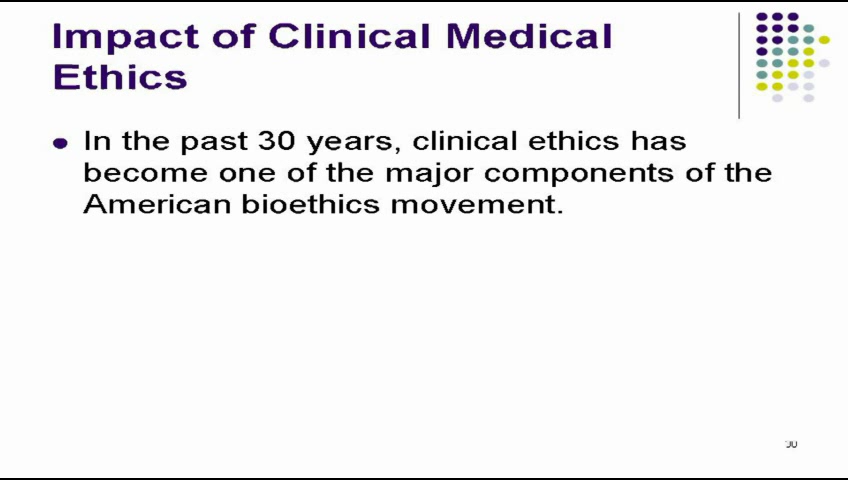 Impact of Clinical Medical
Ethics
In the past 30 years, clinical ethics has
become one of the major components of the
American bioethics movement.
30